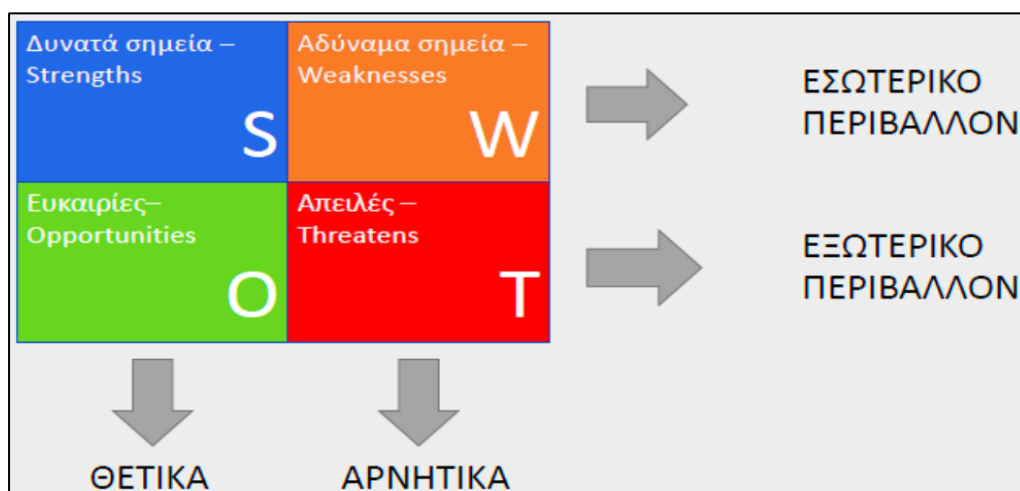 Δυνατά σημεία –
Strengths
S
Αδύναμα σημεία –
Weaknesses
W
ΕΣΩΤΕΡΙΚΟ
ΠΕΡΙΒΑΛΛΟΝ
Ευκαιρίες–
Opportunities
O
Απειλές –
Threatens
T
ΕΞΩΤΕΡΙΚΟ
ΠΕΡΙΒΑΛΛΟΝ
ΘΕΤΙΚΑ
ΑΡΝΗΤΙΚΑ